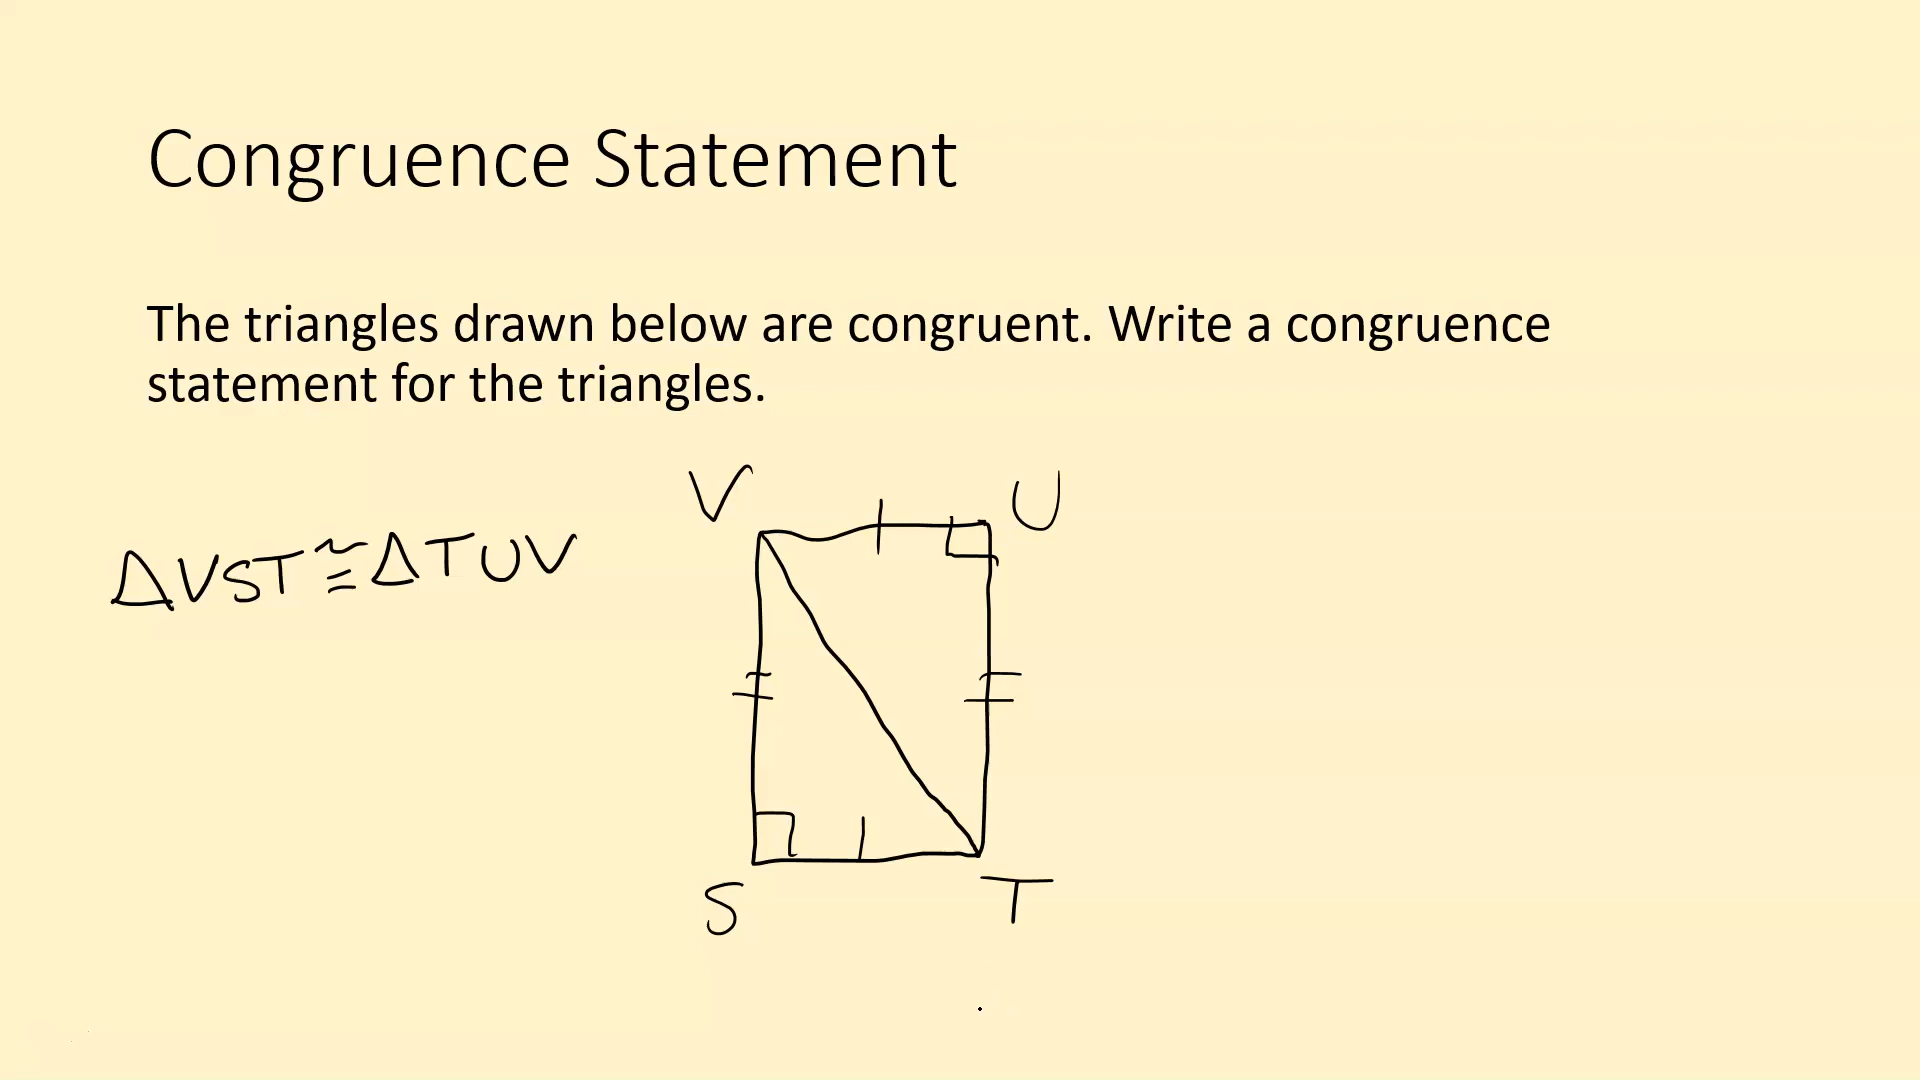 Congruence Statement
The triangles drawn below are congruent. Write a congruence
statement for the triangles.
V U
ΔVST≅ΔTUV
S T